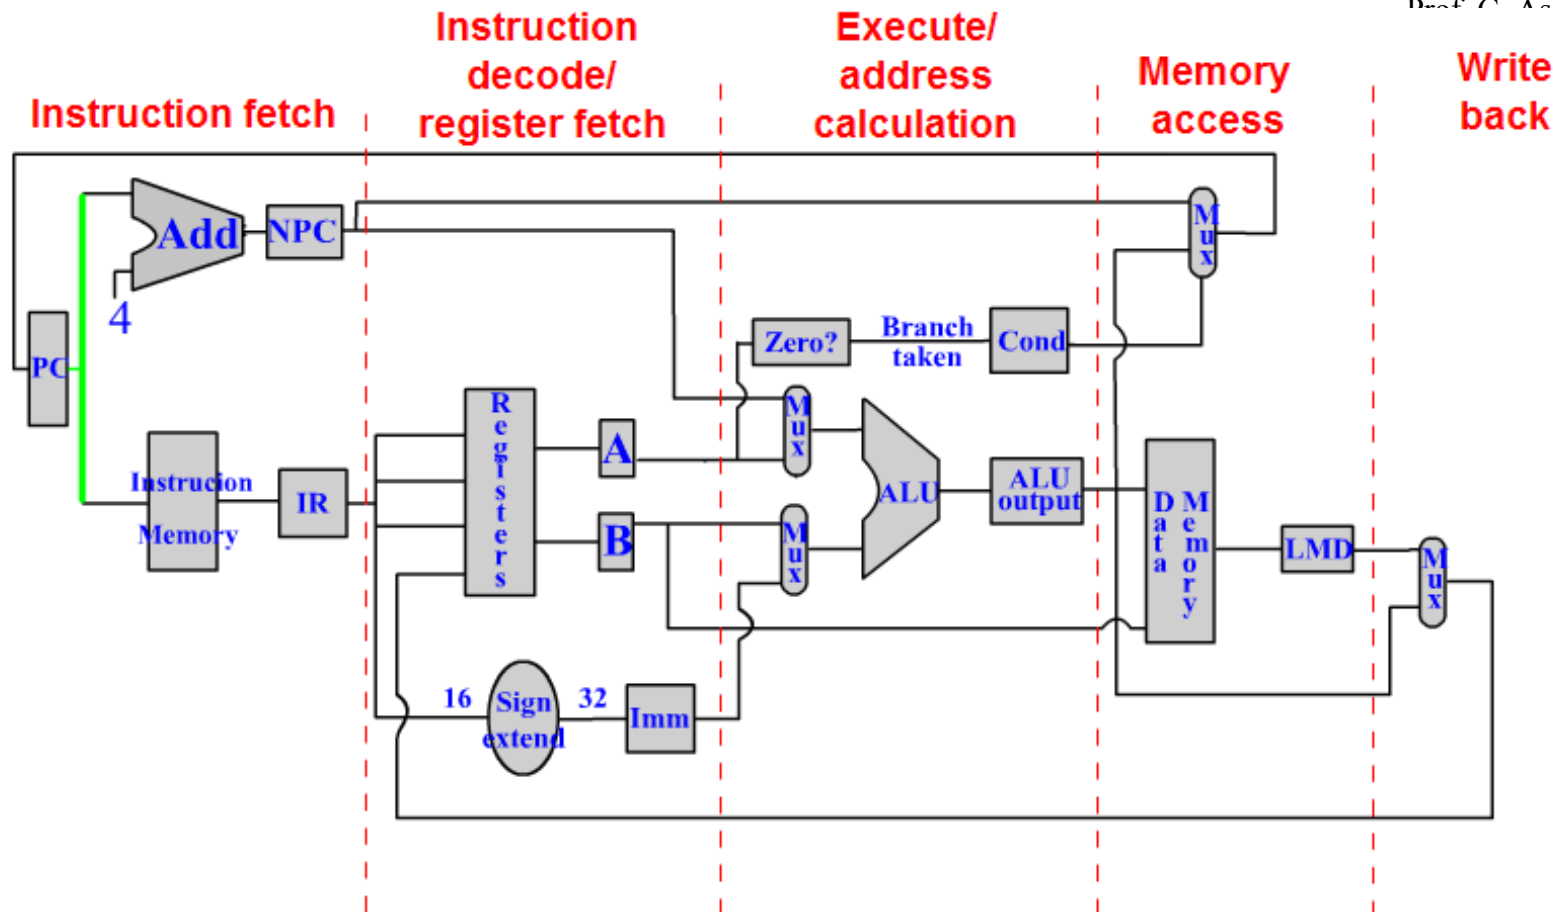 Instruction fetch
Instruction
decode/
register fetch
Execute/
address
calculation
Memory
access
Write
back
Add
NPC
4
PC
Instrucion
Memory
IR
Registers
A
B
16
Sign
extend
32
Imm
Zero?
Branch
taken
Cond
Mux
Mux
Mux
ALU
ALU
output
Data
Memory
LMD
Mux